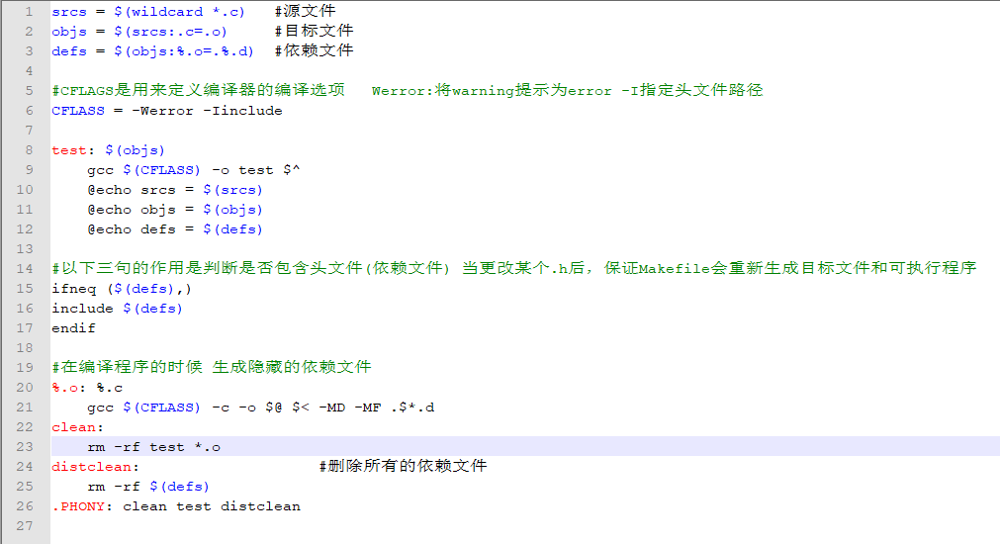 1 srcs = $(wildcard *.c) #源文件
2 objs = $(srcs:.c=.o) #目标文件
3 defs = $(objs:%.o=.%.d) #依赖文件
4
5 #CFLAGS是用来定义编译器的编译选项 Werror:将warning提示为error -I指定头文件路径
6 CFLASS = -Werror -Iinclude
7
8 test: $(objs)
9 gcc $(CFLASS) -o test $^
10 @echo srcs = $(srcs)
11 @echo objs = $(objs)
12 @echo defs = $(defs)
13
14 #以下三句的作用是判断是否包含头文件(依赖文件) 当更改某个.h后，保证Makefile会重新生成目标文件和可执行程序
15 ifneq ($(defs),)
16 include $(defs)
17 endif
18
19 #在编译程序的时候 生成隐藏的依赖文件
20 %.o: %.c
21 gcc $(CFLASS) -c -o $@ $< -MD -MF .$*.d
22 clean:
23 rm -rf test *.o
24 distclean: #删除所有的依赖文件
25 rm -rf $(defs)
26 .PHONY: clean test distclean
27